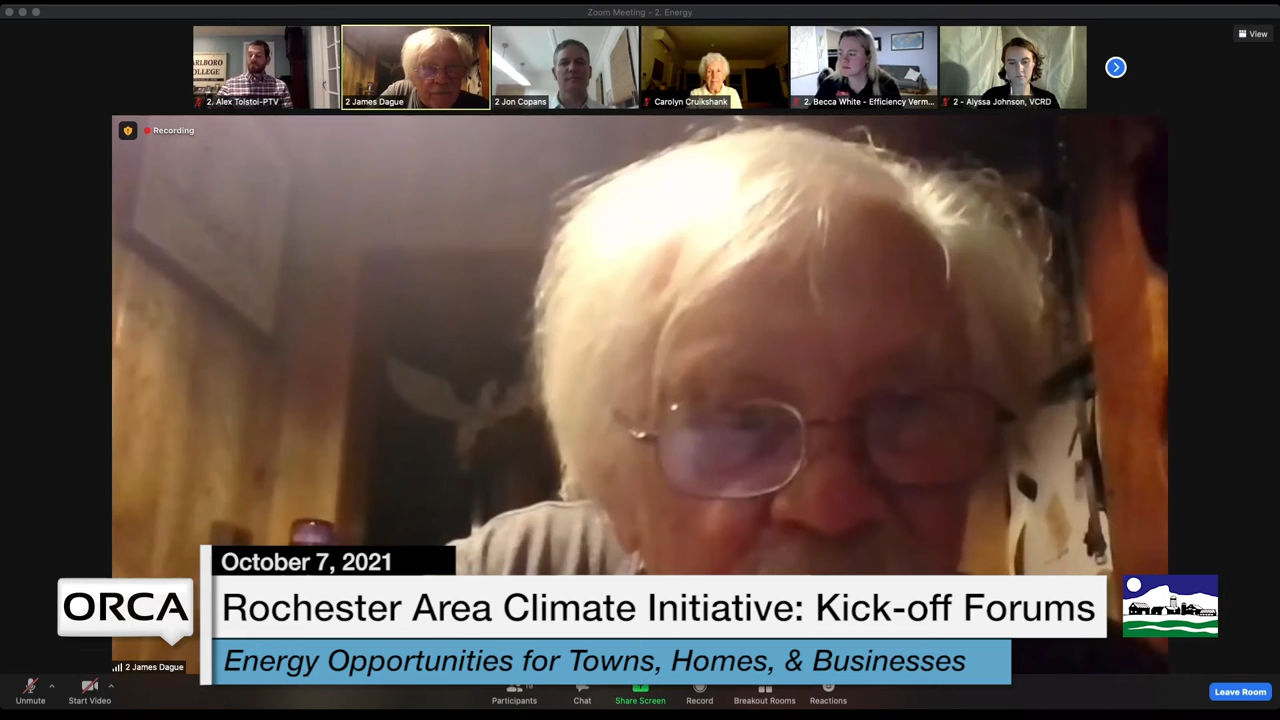 Zoom Meeting - 2. Energy
View
ARLBORO
COLLEGE
2. Alex Tolstoi-PTV
2 James Dague
2 Jon Copans
Carolyn Cruikshank
2. Becca White - Efficiency Verm...
2 - Alyssa Johnson, VCRD
Recording
October 7, 2021
ORCA
Rochester Area Climate Initiative: Kick-off Forums
Energy Opportunities for Towns, Homes, & Businesses
2 James Dague
Unmute
Start Video
Participants
Chat
Share Screen
Record
Breakout Rooms
Reactions
Leave Room